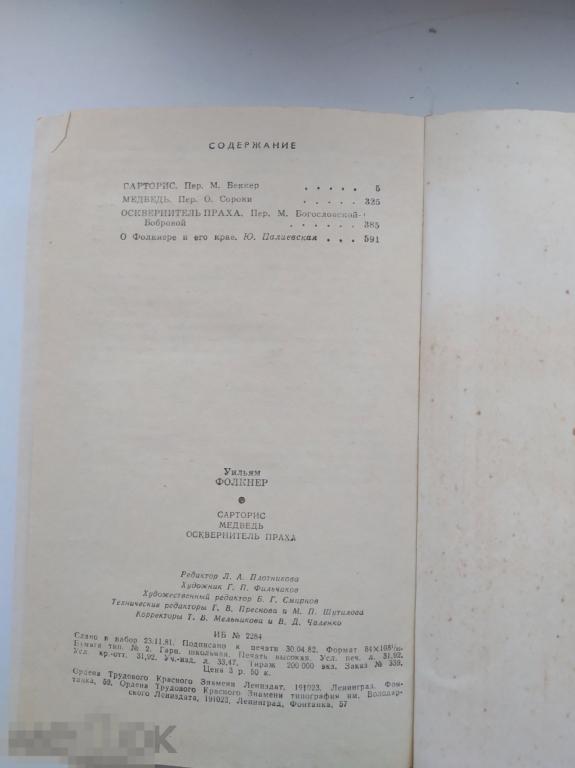 СОДЕРЖАНИЕ
САРТОРИС. Пер. М. Беккер . . . . . 5
МЕДВЕДЬ. Пер. О. Сороки . . . . . 325
ОСКВЕРНИТЕЛЬ ПРАХА. Пер. М. Богословской-
Бобровой . . . . . . 385
О Фолкнере и его крае. Ю. Палиевская . . . 591
Уильям
ФОЛКНЕР
САРТОРИС
МЕДВЕДЬ
ОСКВЕРНИТЕЛЬ ПРАХА
Редактор Л. А. Плотникова
Художник Г. П. Фильчаков
Художественный редактор Б. Г. Смирнов
Технические редакторы Г. В. Преснова и М. П. Шутилова
Корректоры Т. В. Мельникова и В. Д. Чаленко
ИБ № 2284
Сдано в набор 23.11.81. Подписано к печати 30.04.82. Формат 84×108¹/₃₂.
Бумага тип. № 2. Гарн. школьная. Печать высокая. Усл. печ. л. 31,92.
Усл. кр.-отт. 31,92. Уч.-изд. л. 33,47. Тираж 200 000 экз. Заказ № 339.
Цена 3 р. 50 к.
Ордена Трудового Красного Знамени Лениздат, 191023, Ленинград, Фон-
танка, 59. Ордена Трудового Красного Знамени типография им. Володар-
ского Лениздата, 191023, Ленинград, Фонтанка, 57